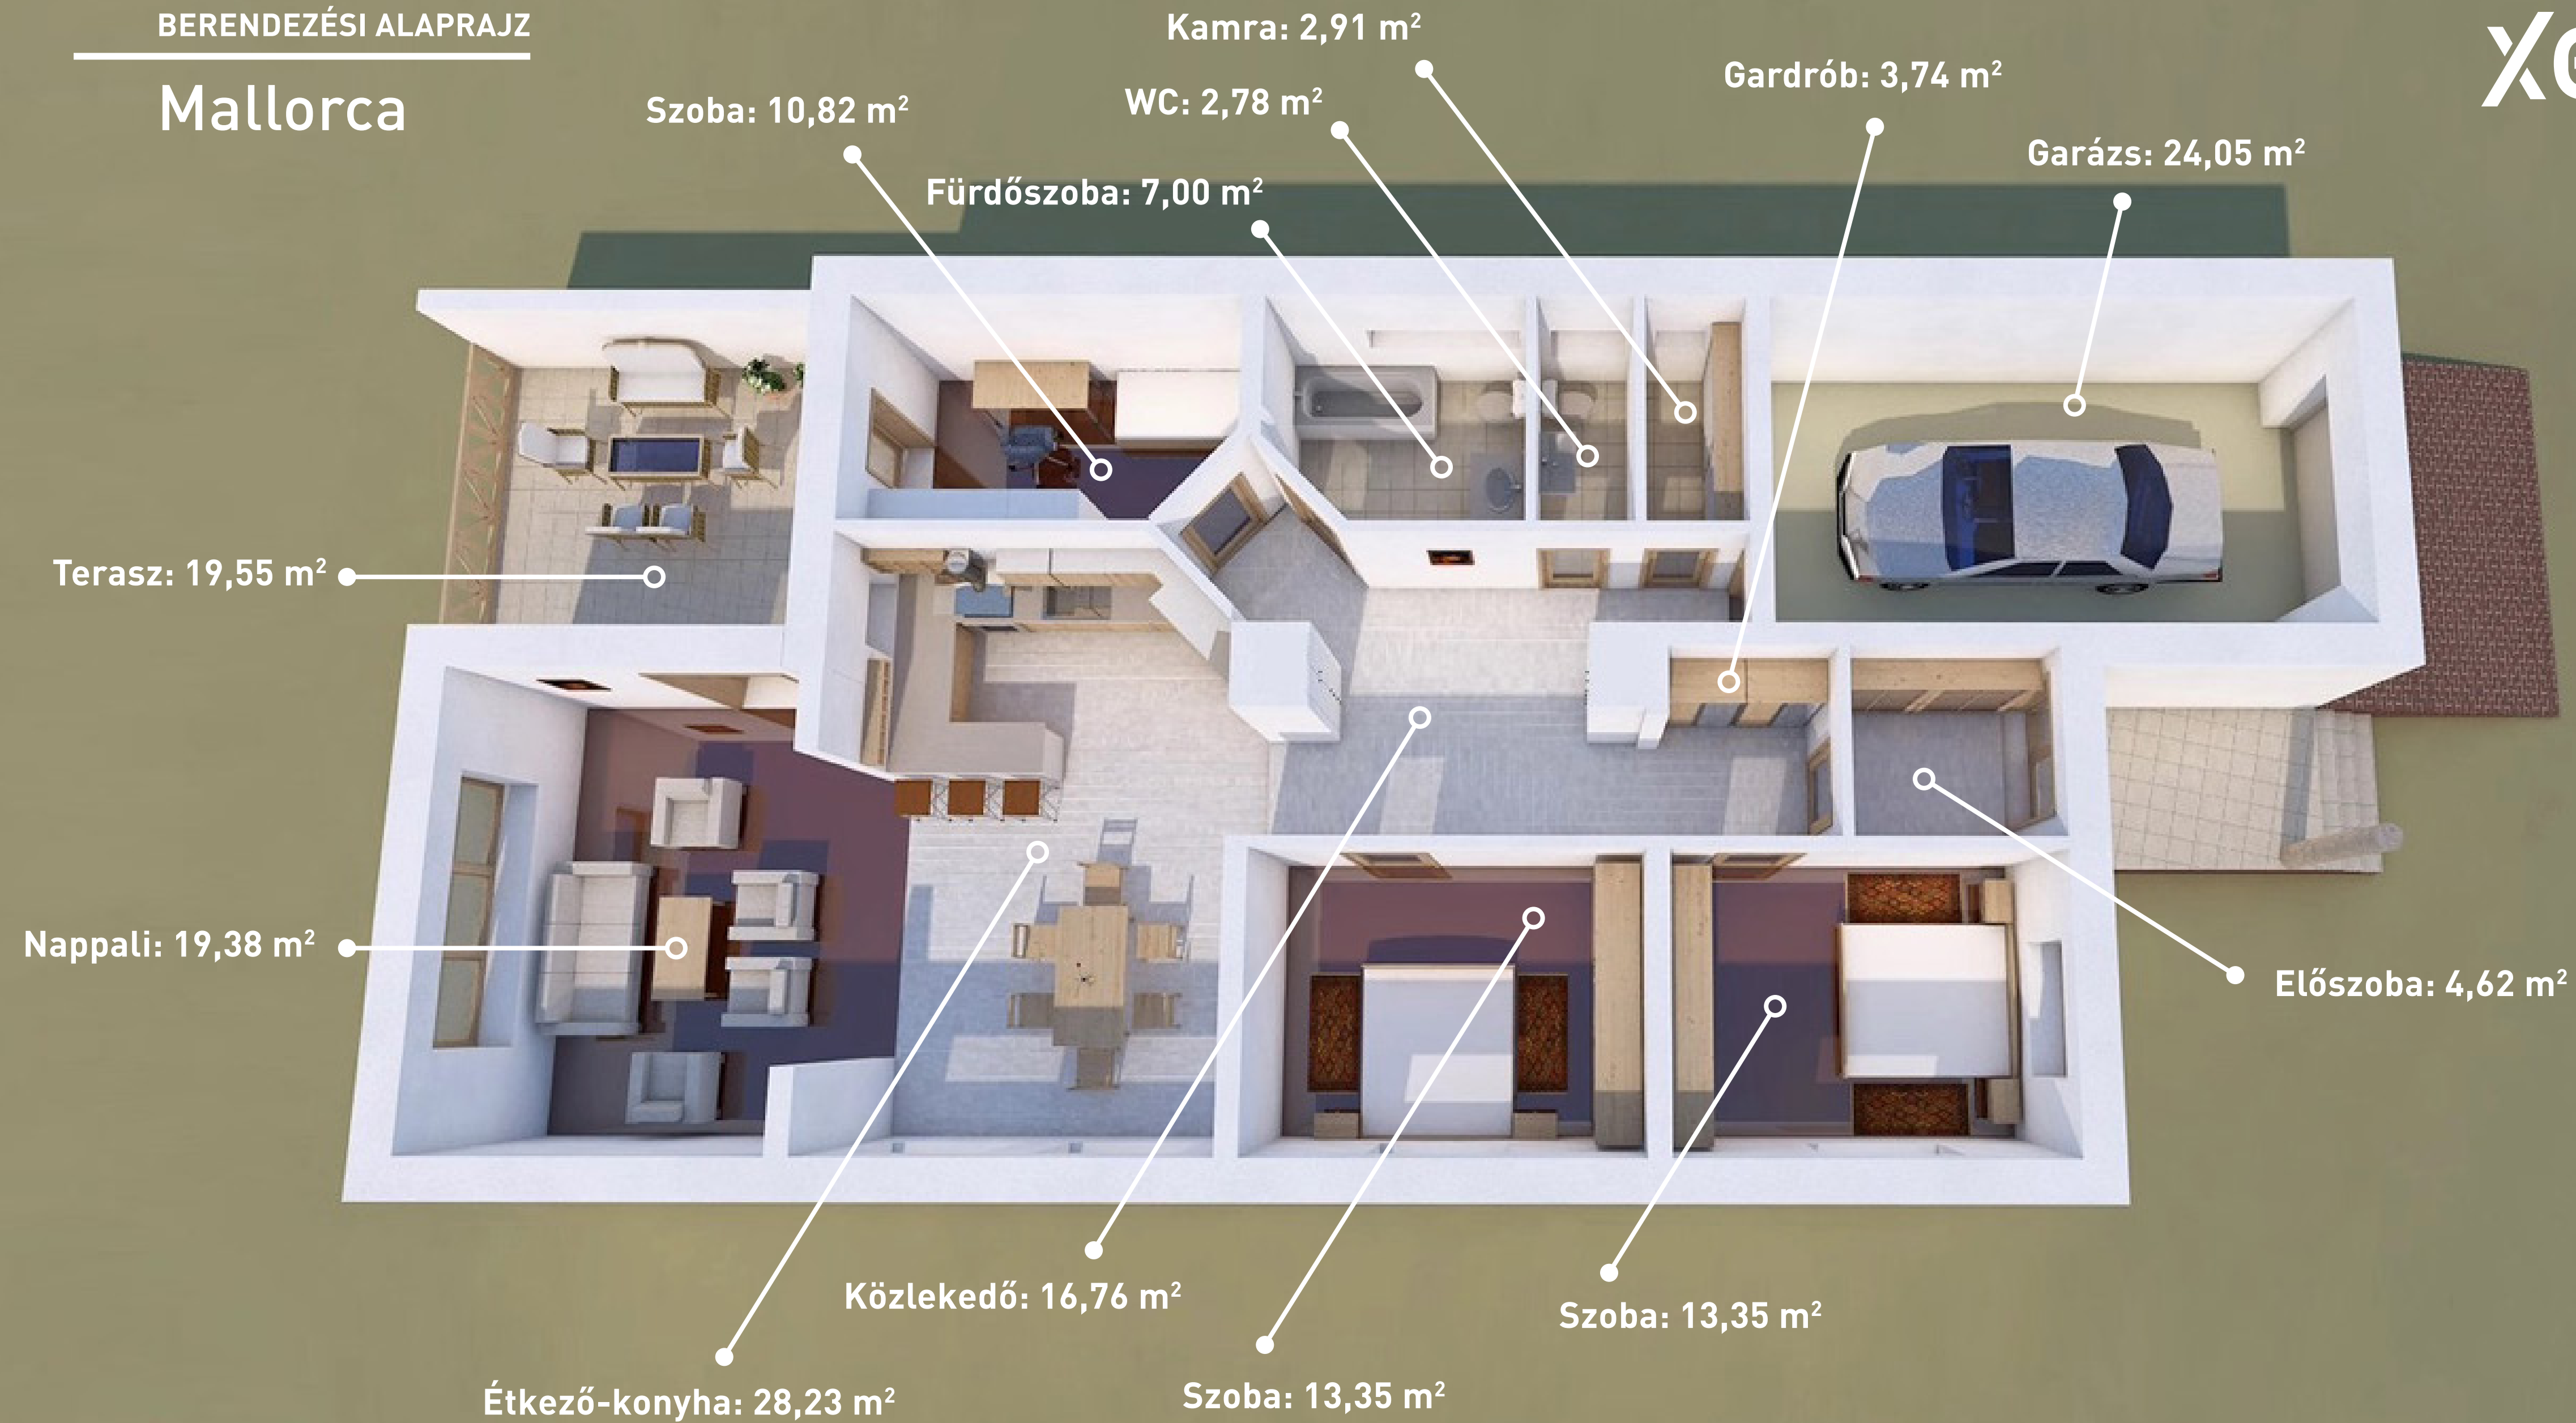 BERENDEZÉSI ALAPRAJZ
Mallorca
Kamra: 2,91 m²
WC: 2,78 m²
Szoba: 10,82 m²
Fürdőszoba: 7,00 m²
Gardrób: 3,74 m²
Garázs: 24,05 m²
Terasz: 19,55 m²
Nappali: 19,38 m²
Előszoba: 4,62 m²
Közlekedő: 16,76 m²
Szoba: 13,35 m²
Étkező-konyha: 28,23 m²
Szoba: 13,35 m²